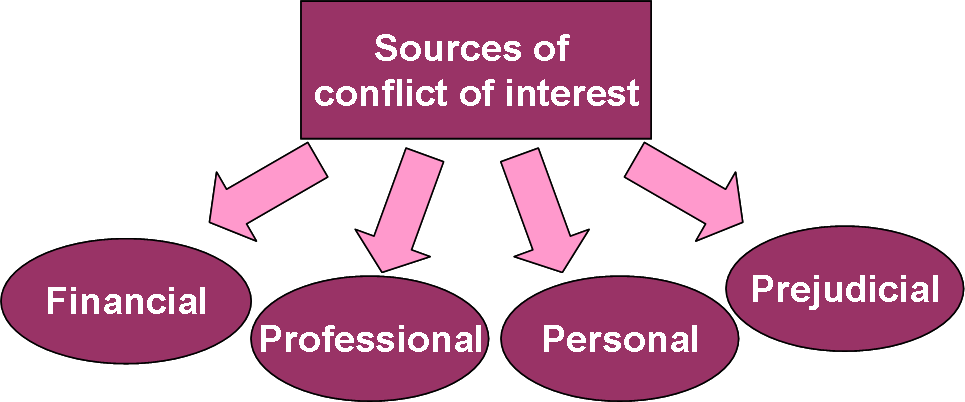 Sources of
conflict of interest
Financial
Professional
Personal
Prejudicial